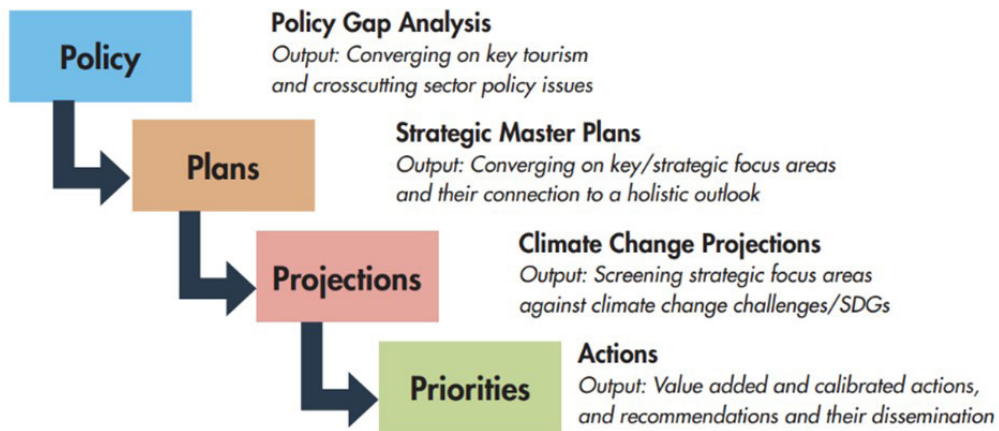 Policy
Policy Gap Analysis
Output: Converging on key tourism
and crosscutting sector policy issues
Plans
Strategic Master Plans
Output: Converging on key/strategic focus areas
and their connection to a holistic outlook
Projections
Climate Change Projections
Output: Screening strategic focus areas
against climate change challenges/SDGs
Priorities
Actions
Output: Value added and calibrated actions,
and recommendations and their dissemination